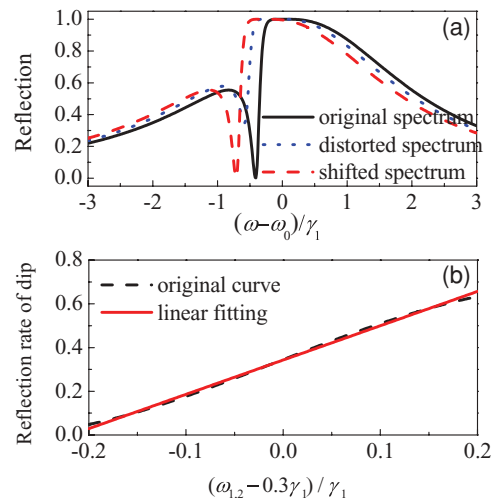 (a)
1.0
0.8
0.6
0.4
0.2
0.0
Reflection
original spectrum
distorted spectrum
shifted spectrum
-3 -2 -1 0 1 2 3
(ω−ω₀)/γ₁
(b)
0.8
0.6
0.4
0.2
0.0
Reflection rate of dip
original curve
linear fitting
-0.2 -0.1 0.0 0.1 0.2
(ω₁,₂−0.3γ₁) / γ₁